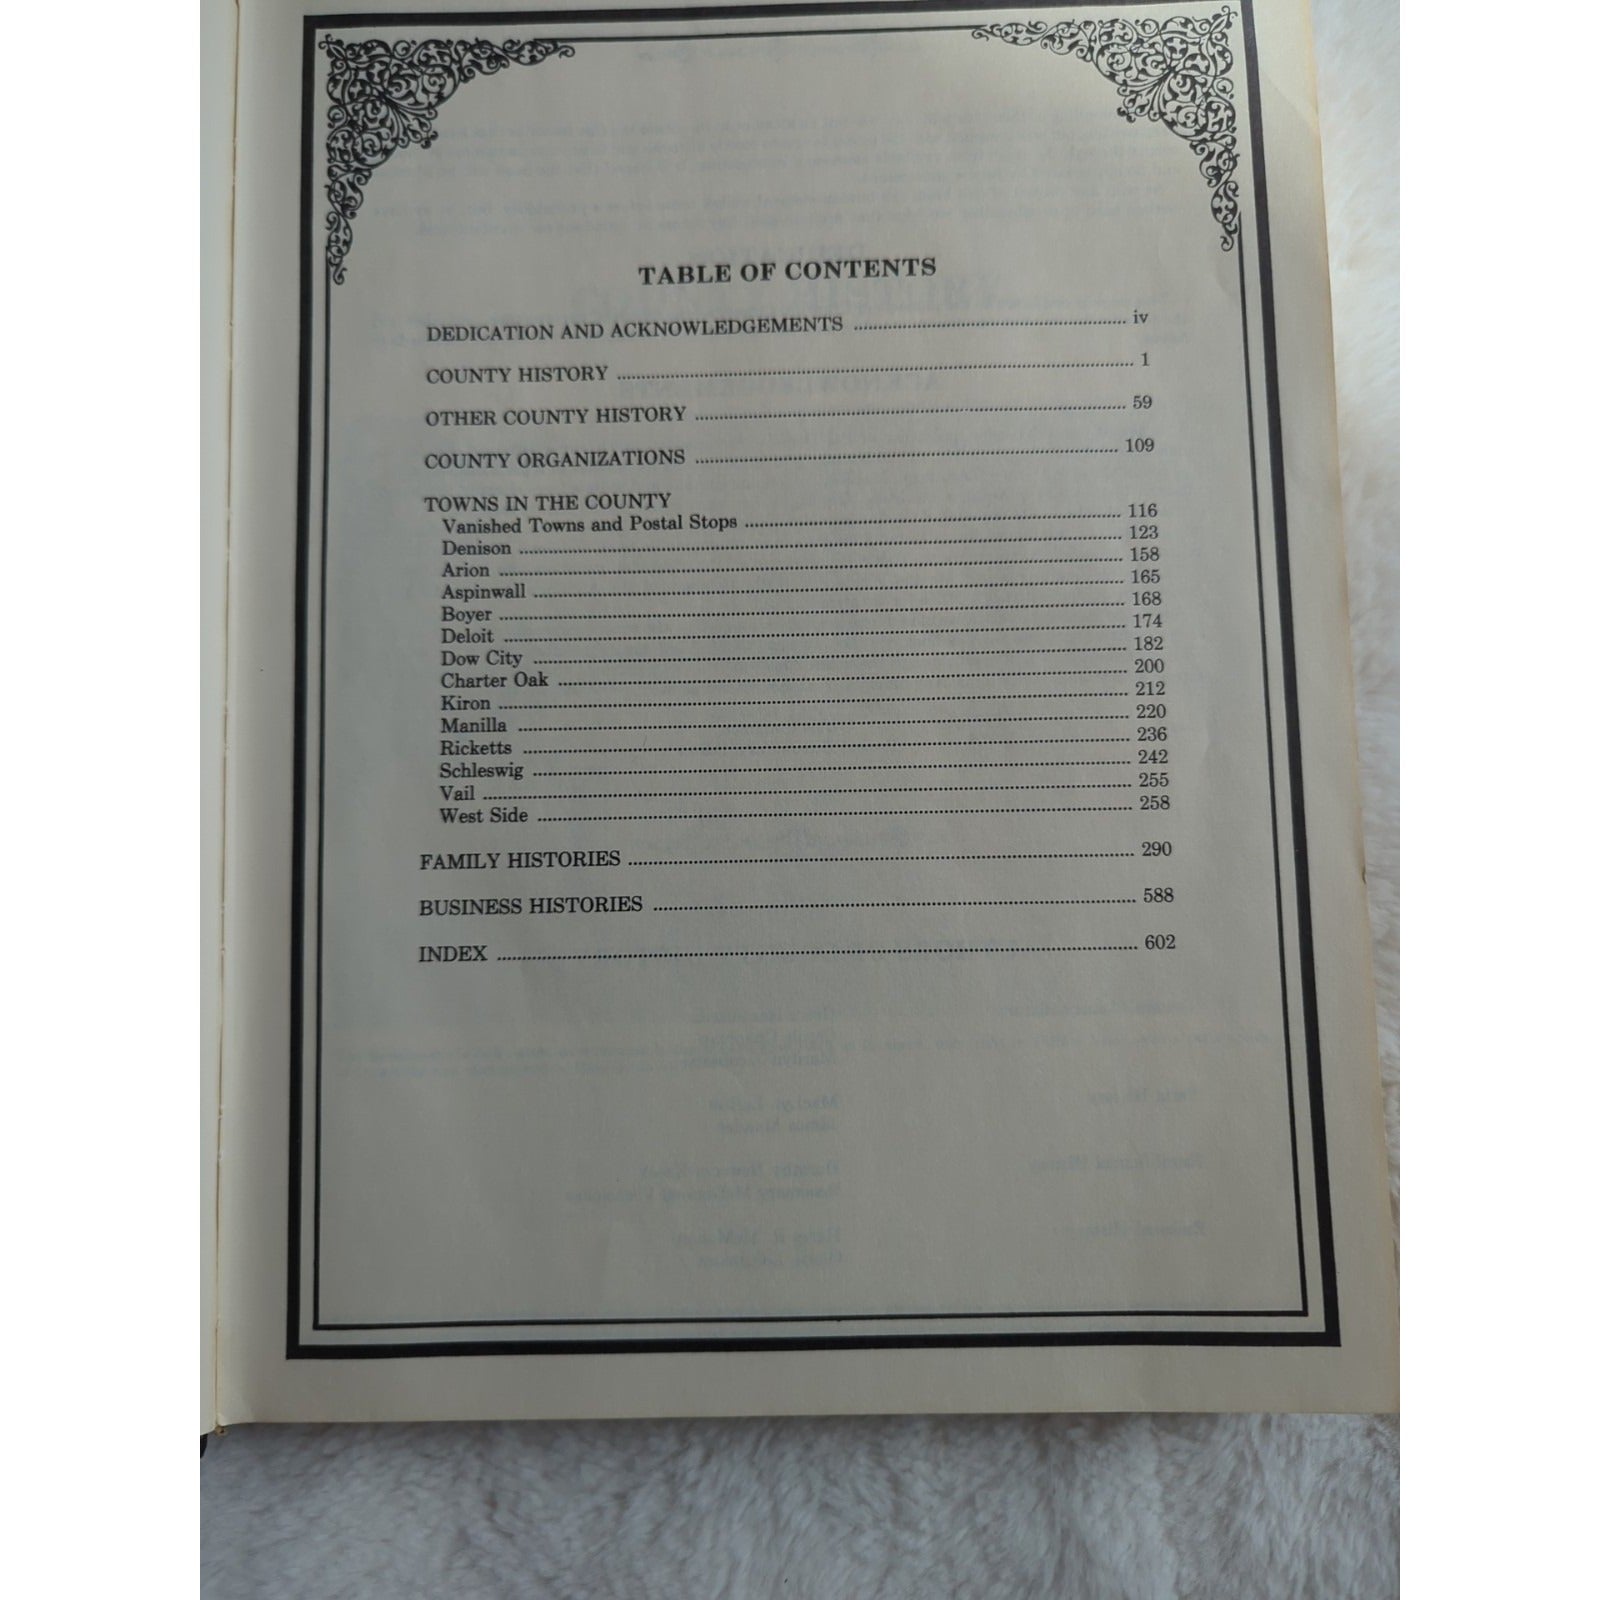 TABLE OF CONTENTS
DEDICATION AND ACKNOWLEDGEMENTS ........ iv
COUNTY HISTORY ........ 1
OTHER COUNTY HISTORY ........ 59
COUNTY ORGANIZATIONS ........ 109
TOWNS IN THE COUNTY
Vanished Towns and Postal Stops ........ 116
Denison ........ 123
Arion ........ 158
Aspinwall ........ 165
Boyer ........ 168
Deloit ........ 174
Dow City ........ 182
Charter Oak ........ 200
Kiron ........ 212
Manilla ........ 220
Ricketts ........ 236
Schleswig ........ 242
Vail ........ 255
West Side ........ 258
FAMILY HISTORIES ........ 290
BUSINESS HISTORIES ........ 588
INDEX ........ 602